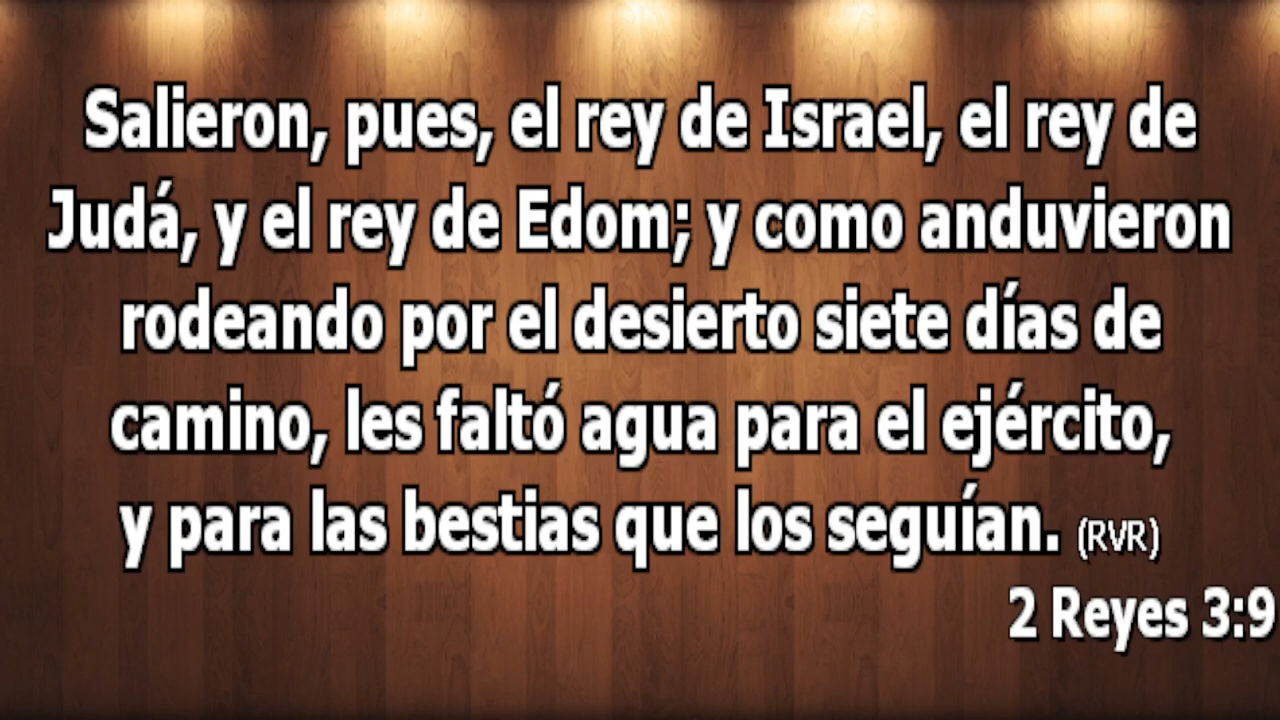 Salieron, pues, el rey de Israel, el rey de
Judá, y el rey de Edom; y como anduvieron
rodeando por el desierto siete días de
camino, les faltó agua para el ejército,
y para las bestias que los seguían. (RVR)
2 Reyes 3:9